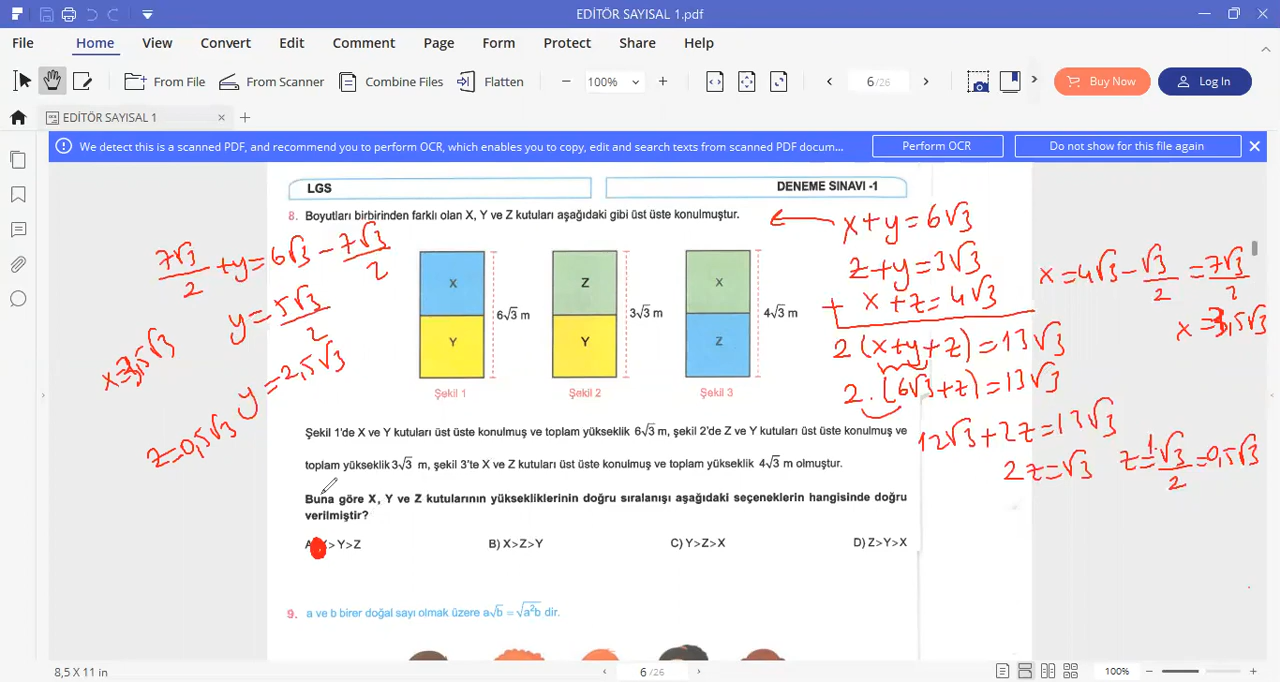 EDİTÖR SAYISAL 1.pdf
File Home View Convert Edit Comment Page Form Protect Share Help
From File From Scanner Combine Files Flatten 100% 6/26 Buy Now Log In
EDİTÖR SAYISAL 1
We detect this is a scanned PDF, and recommend you to perform OCR, which enables you to copy, edit and search texts from scanned PDF docum...
Perform OCR
Do not show for this file again
LGS
DENEME SINAVI -1
8. Boyutları birbirinden farklı olan X, Y ve Z kutuları aşağıdaki gibi üst üste konulmuştur.
X
Y
6√3 m
Şekil 1
Z
Y
3√3 m
Şekil 2
X
Z
4√3 m
Şekil 3
Şekil 1'de X ve Y kutuları üst üste konulmuş ve toplam yükseklik 6√3 m, şekil 2'de Z ve Y kutuları üst üste konulmuş ve
toplam yükseklik 3√3 m, şekil 3'te X ve Z kutuları üst üste konulmuş ve toplam yükseklik 4√3 m olmuştur.
Buna göre X, Y ve Z kutularının yüksekliklerinin doğru sıralanışı aşağıdaki seçeneklerin hangisinde doğru
verilmiştir?
> Y>Z
B) X>Z>Y
C) Y>Z>X
D) Z>Y>X
9. a ve b birer doğal sayı olmak üzere a√b = √a²b dir.
x+y=6√3
z+y=3√3
+ x+z=4√3
2(x+y+z)=13√3
2.(6√3+z)=13√3
12√3+2z=13√3
2z=√3
z=1.√3/2=0,5√3
x=4√3-√3/2=7√3/2
x=3,5√3
7√3/2+y=6√3-7√3/2
y=5√3/2
y=2,5√3
x=3,5√3
z=0,5√3
8,5 X 11 in
6 /26
100%